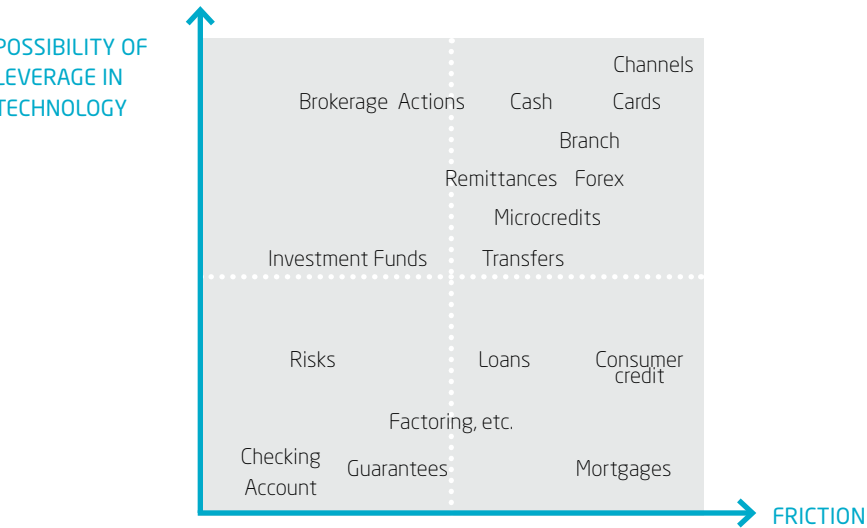 POSSIBILITY OF
LEVERAGE IN
TECHNOLOGY
Channels
Brokerage Actions Cash Cards
Branch
Remittances Forex
Microcredits
Investment Funds Transfers
Risks Loans Consumer
credit
Factoring, etc.
Checking
Account
Guarantees Mortgages
FRICTION